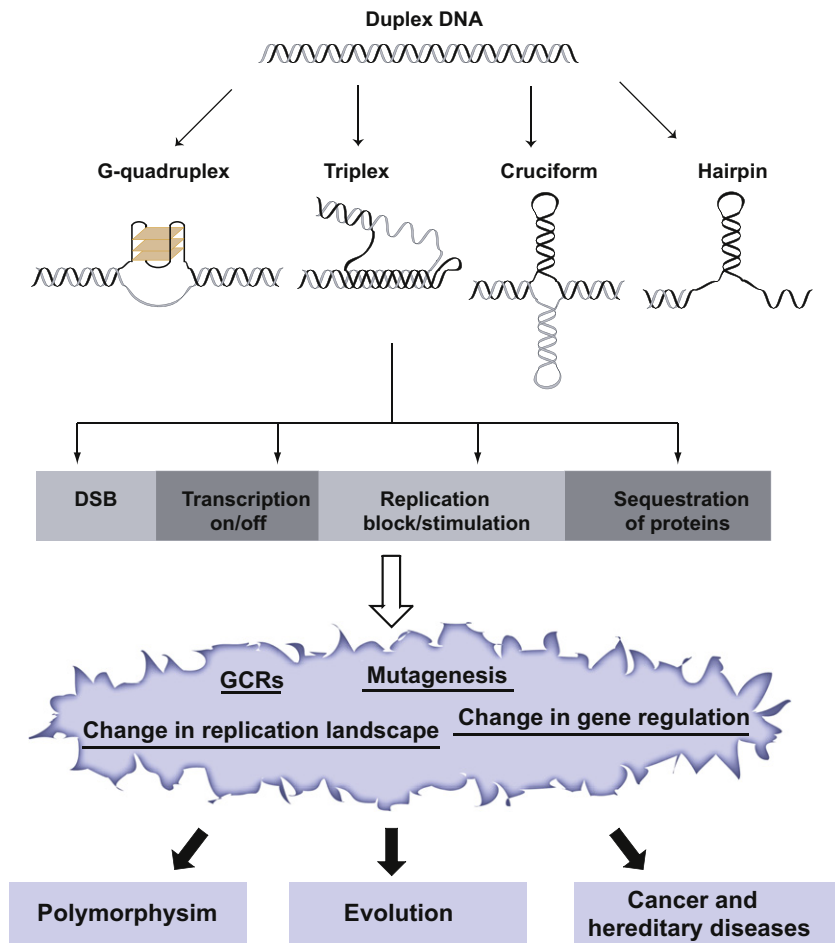 Duplex DNA
G-quadruplex
Triplex
Cruciform
Hairpin
DSB
Transcription
on/off
Replication
block/stimulation
Sequestration
of proteins
GCRs
Mutagenesis
Change in replication landscape
Change in gene regulation
Polymorphysim
Evolution
Cancer and
hereditary diseases